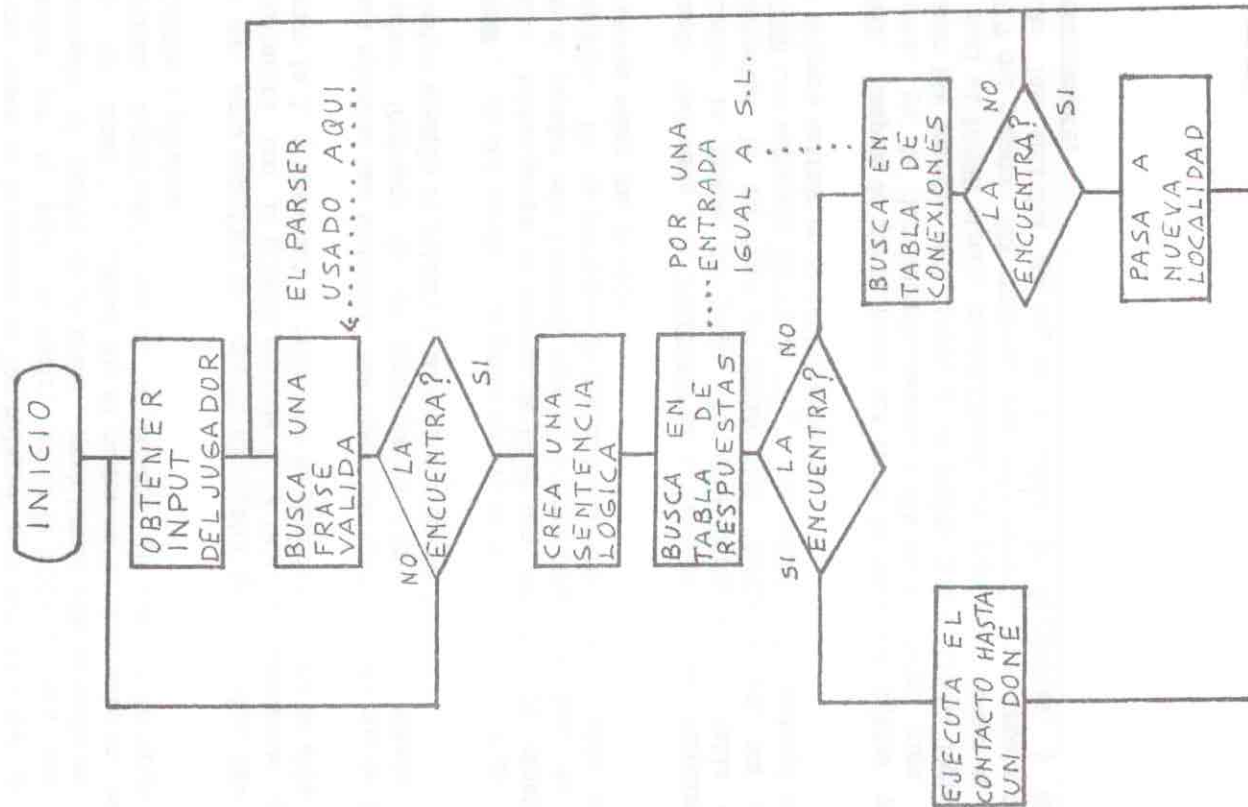 INICIO
OBTENER
INPUT
DEL JUGADOR
BUSCA UNA
FRASE
VALIDA
EL PARSER
USADO AQUI
NO
LA
ENCUENTRA?
SI
CREA UNA
SENTENCIA
LOGICA
BUSCA EN
TABLA DE
RESPUESTAS
POR UNA
ENTRADA
IGUAL A S.L.
SI
LA
ENCUENTRA?
NO
BUSCA EN
TABLA DE
CONEXIONES
LA
ENCUENTRA?
NO
SI
PASA A
NUEVA
LOCALIDAD
EJECUTA EL
CONTACTO HASTA
UN DONE